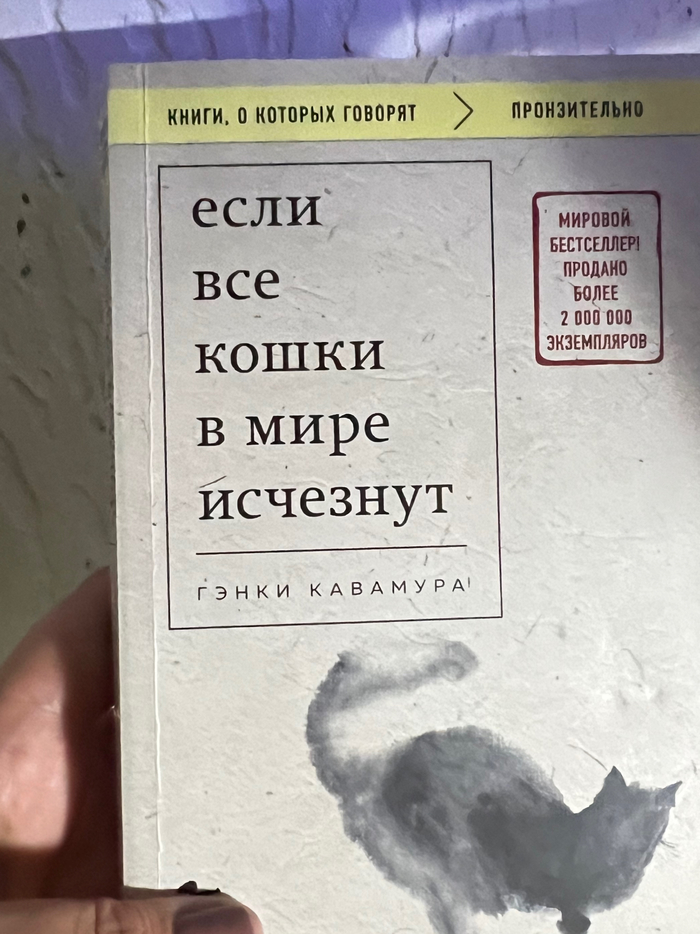 КНИГИ, О КОТОРЫХ ГОВОРЯТ > ПРОНЗИТЕЛЬНО
если
все
кошки
в мире
исчезнут
ГЭНКИ КАВАМУРА
МИРОВОЙ
БЕСТСЕЛЛЕР!
ПРОДАНО
БОЛЕЕ
2 000 000
ЭКЗЕМПЛЯРОВ